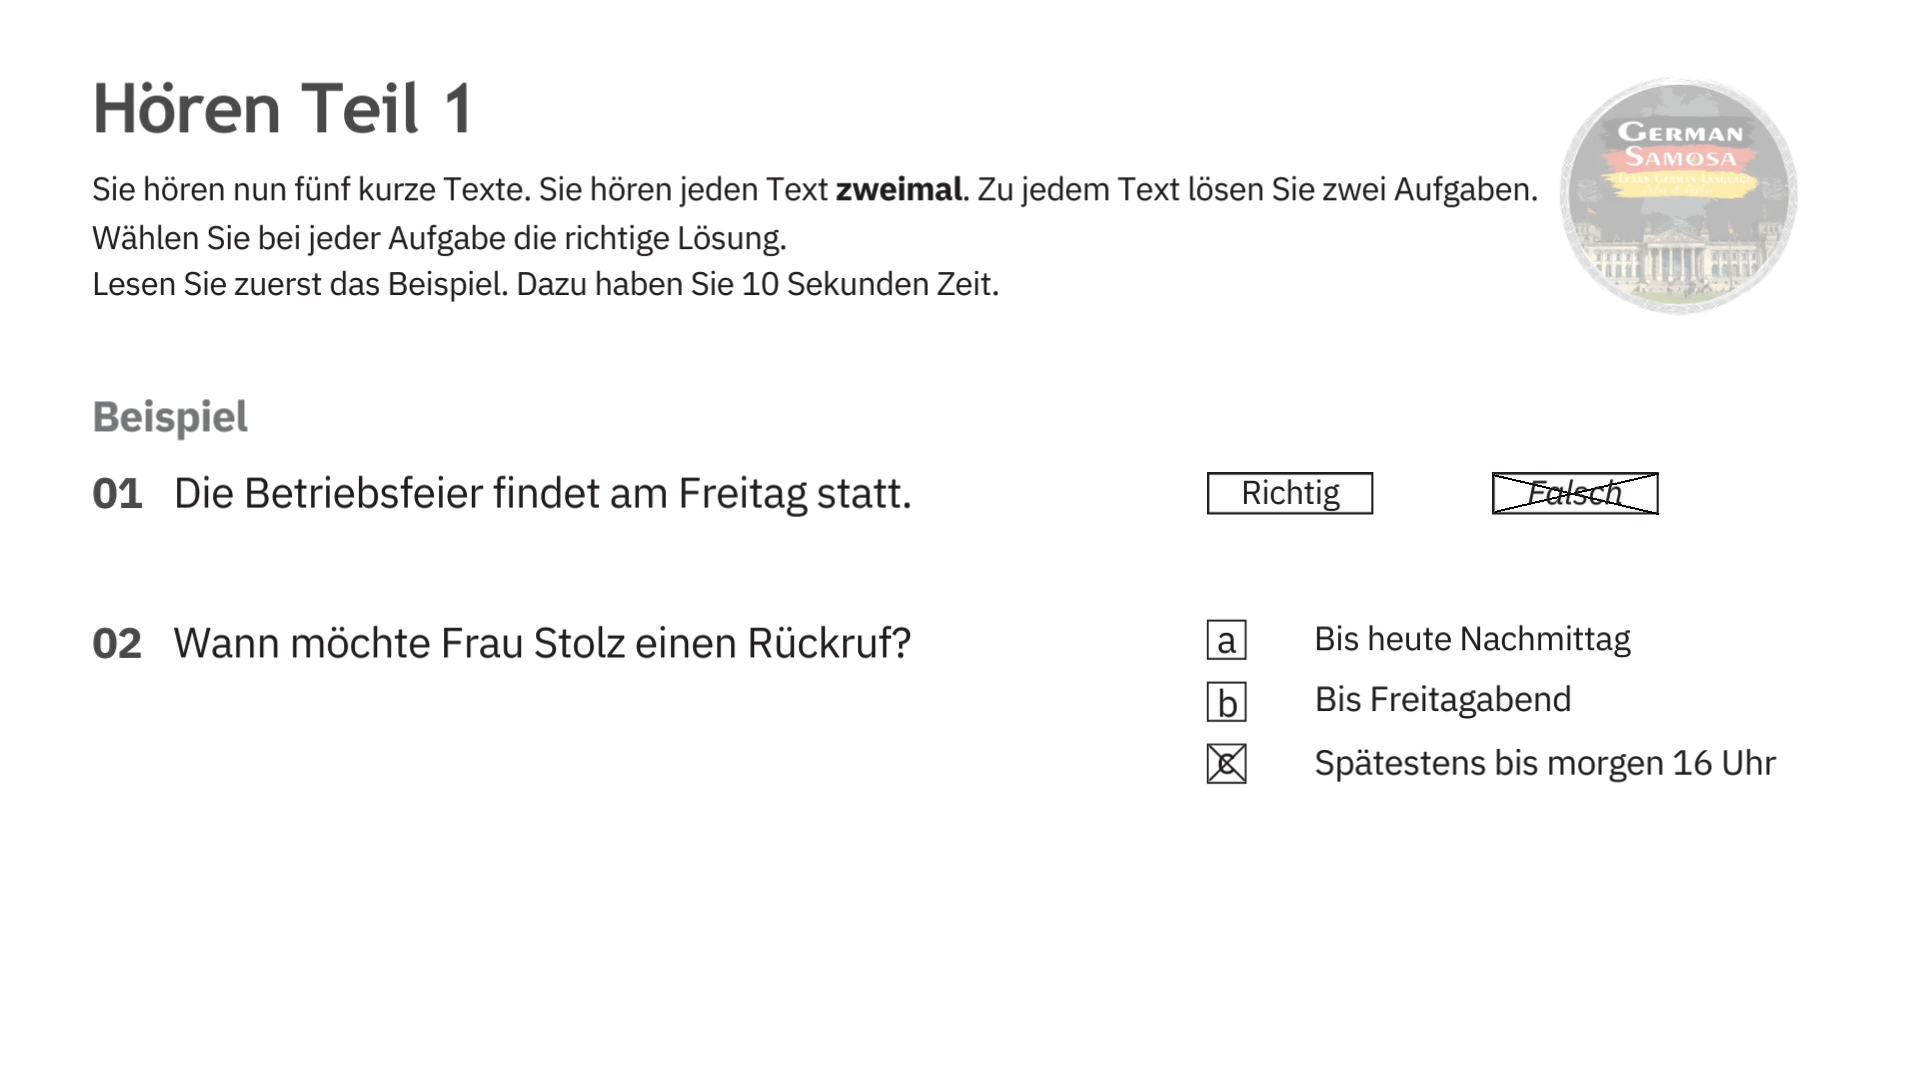 Hören Teil 1
Sie hören nun fünf kurze Texte. Sie hören jeden Text zweimal. Zu jedem Text lösen Sie zwei Aufgaben.
Wählen Sie bei jeder Aufgabe die richtige Lösung.
Lesen Sie zuerst das Beispiel. Dazu haben Sie 10 Sekunden Zeit.
GERMAN
SAMOSA
LEARN GERMAN LANGUAGE
Beispiel
01 Die Betriebsfeier findet am Freitag statt. Richtig Falsch
02 Wann möchte Frau Stolz einen Rückruf? a Bis heute Nachmittag
b Bis Freitagabend
c Spätestens bis morgen 16 Uhr